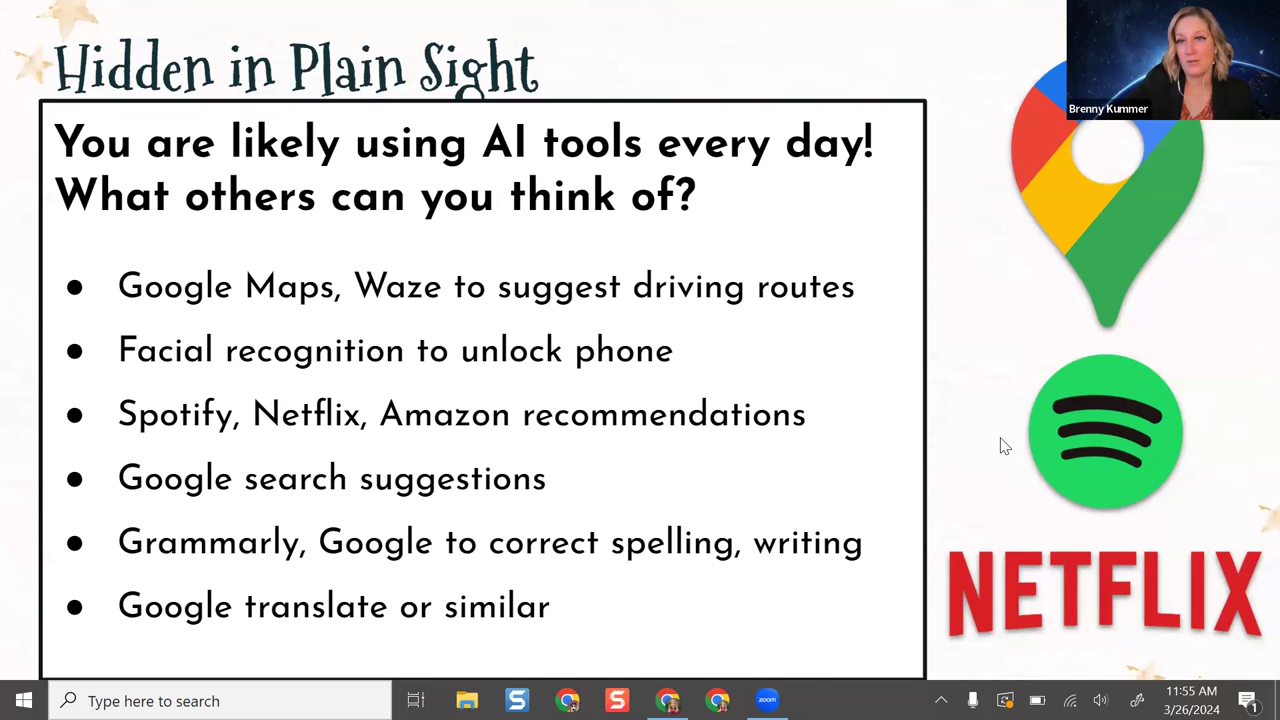 Hidden in Plain Sight
Brenny Kummer
You are likely using AI tools every day!
What others can you think of?
● Google Maps, Waze to suggest driving routes
● Facial recognition to unlock phone
● Spotify, Netflix, Amazon recommendations
● Google search suggestions
● Grammarly, Google to correct spelling, writing
● Google translate or similar
NETFLIX
Type here to search
S
S
zoom
11:55 AM
3/26/2024
1